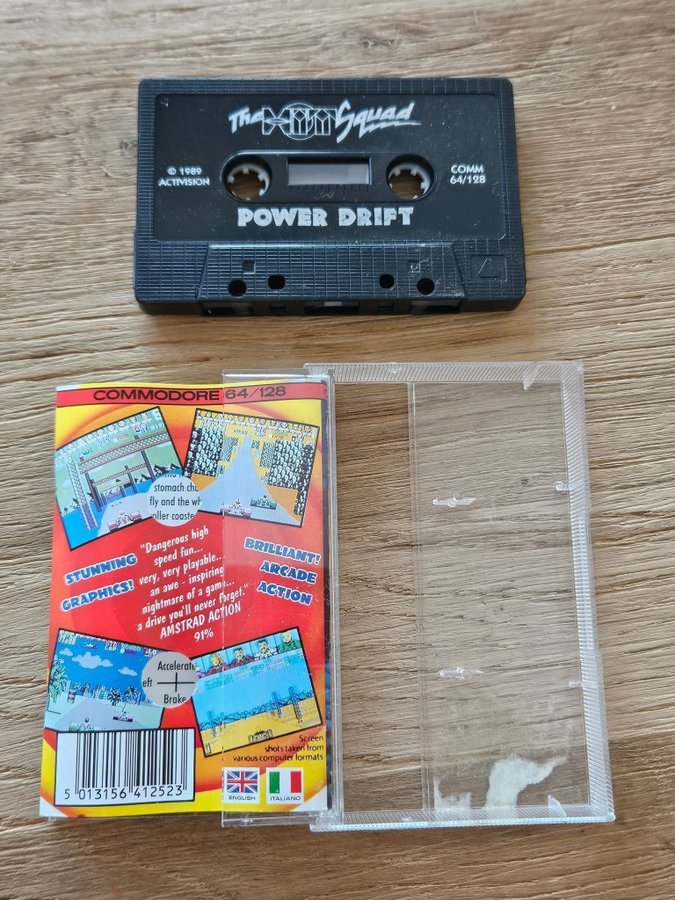 The HIT Squad
© 1989
ACTIVISION
COMM
64/128
POWER DRIFT
COMMODORE 64/128
stomach
fly and the
coaste
STUNNING
GRAPHICS!
"Dangerous high
speed fun...
very, very playable...
an awe - inspiring
nightmare of a game...
a drive you'll never forget."
AMSTRAD ACTION
91%
BRILLIANT!
ARCADE
ACTION
Accelerate
eft
Brake
Screen
shots taken from
various computer formats
5 013156 412523
ENGLISH
ITALIANO